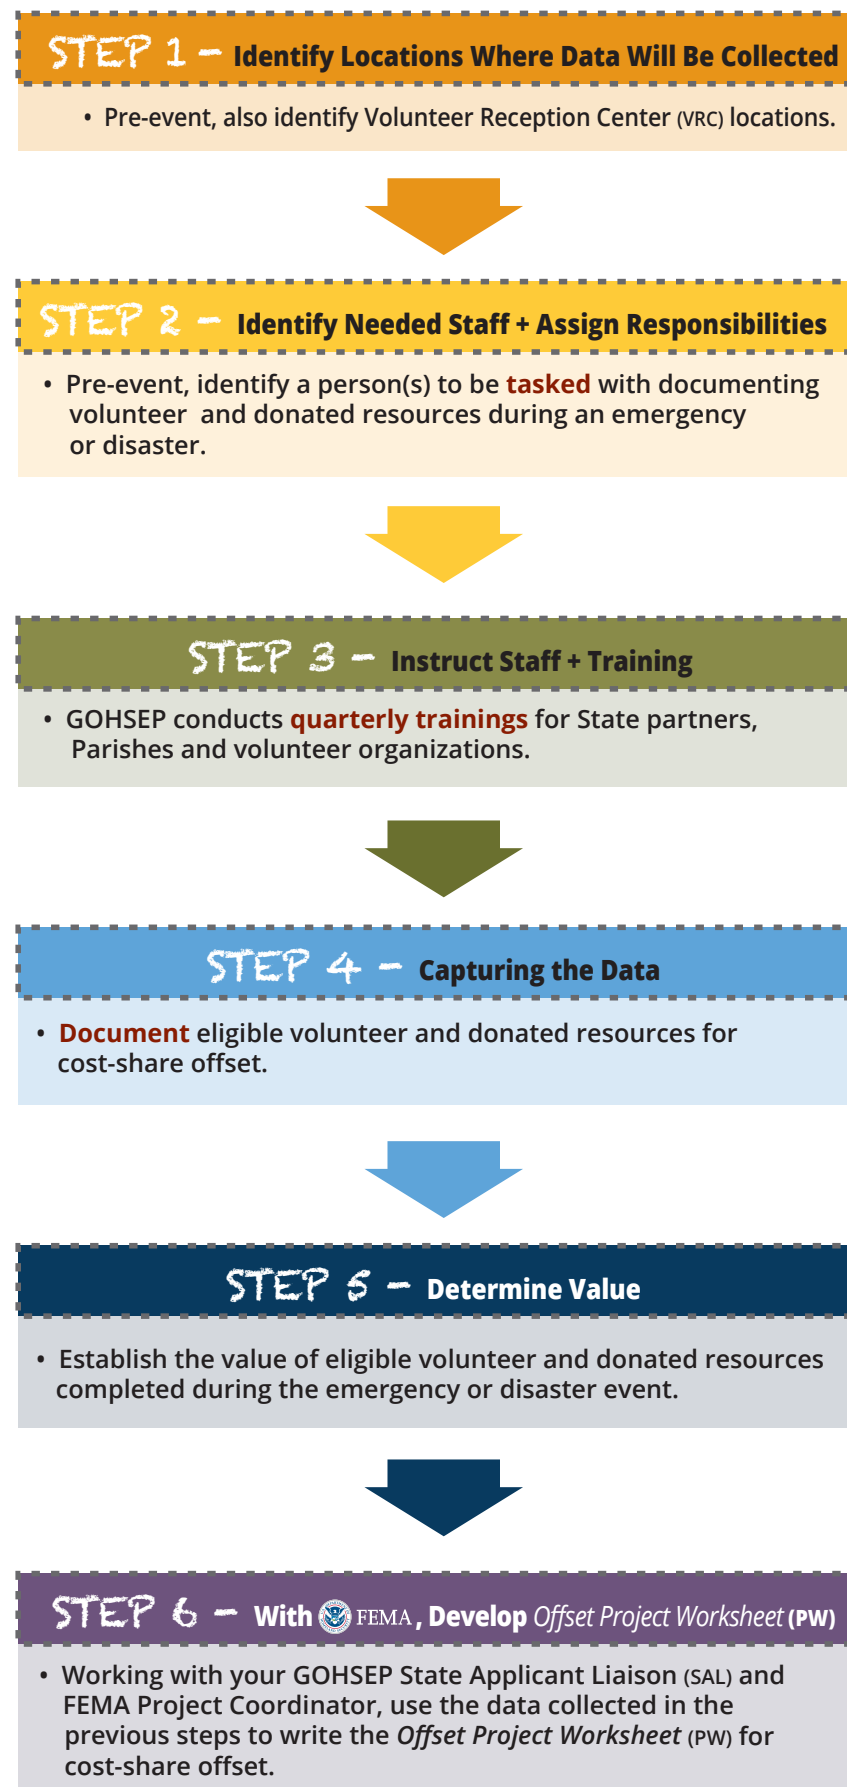 STEP 1 – Identify Locations Where Data Will Be Collected
• Pre-event, also identify Volunteer Reception Center (VRC) locations.
STEP 2 – Identify Needed Staff + Assign Responsibilities
• Pre-event, identify a person(s) to be tasked with documenting
volunteer and donated resources during an emergency
or disaster.
STEP 3 – Instruct Staff + Training
• GOHSEP conducts quarterly trainings for State partners,
Parishes and volunteer organizations.
STEP 4 – Capturing the Data
• Document eligible volunteer and donated resources for
cost-share offset.
STEP 5 – Determine Value
• Establish the value of eligible volunteer and donated resources
completed during the emergency or disaster event.
STEP 6 – With FEMA, Develop Offset Project Worksheet (PW)
• Working with your GOHSEP State Applicant Liaison (SAL) and
FEMA Project Coordinator, use the data collected in the
previous steps to write the Offset Project Worksheet (PW) for
cost-share offset.